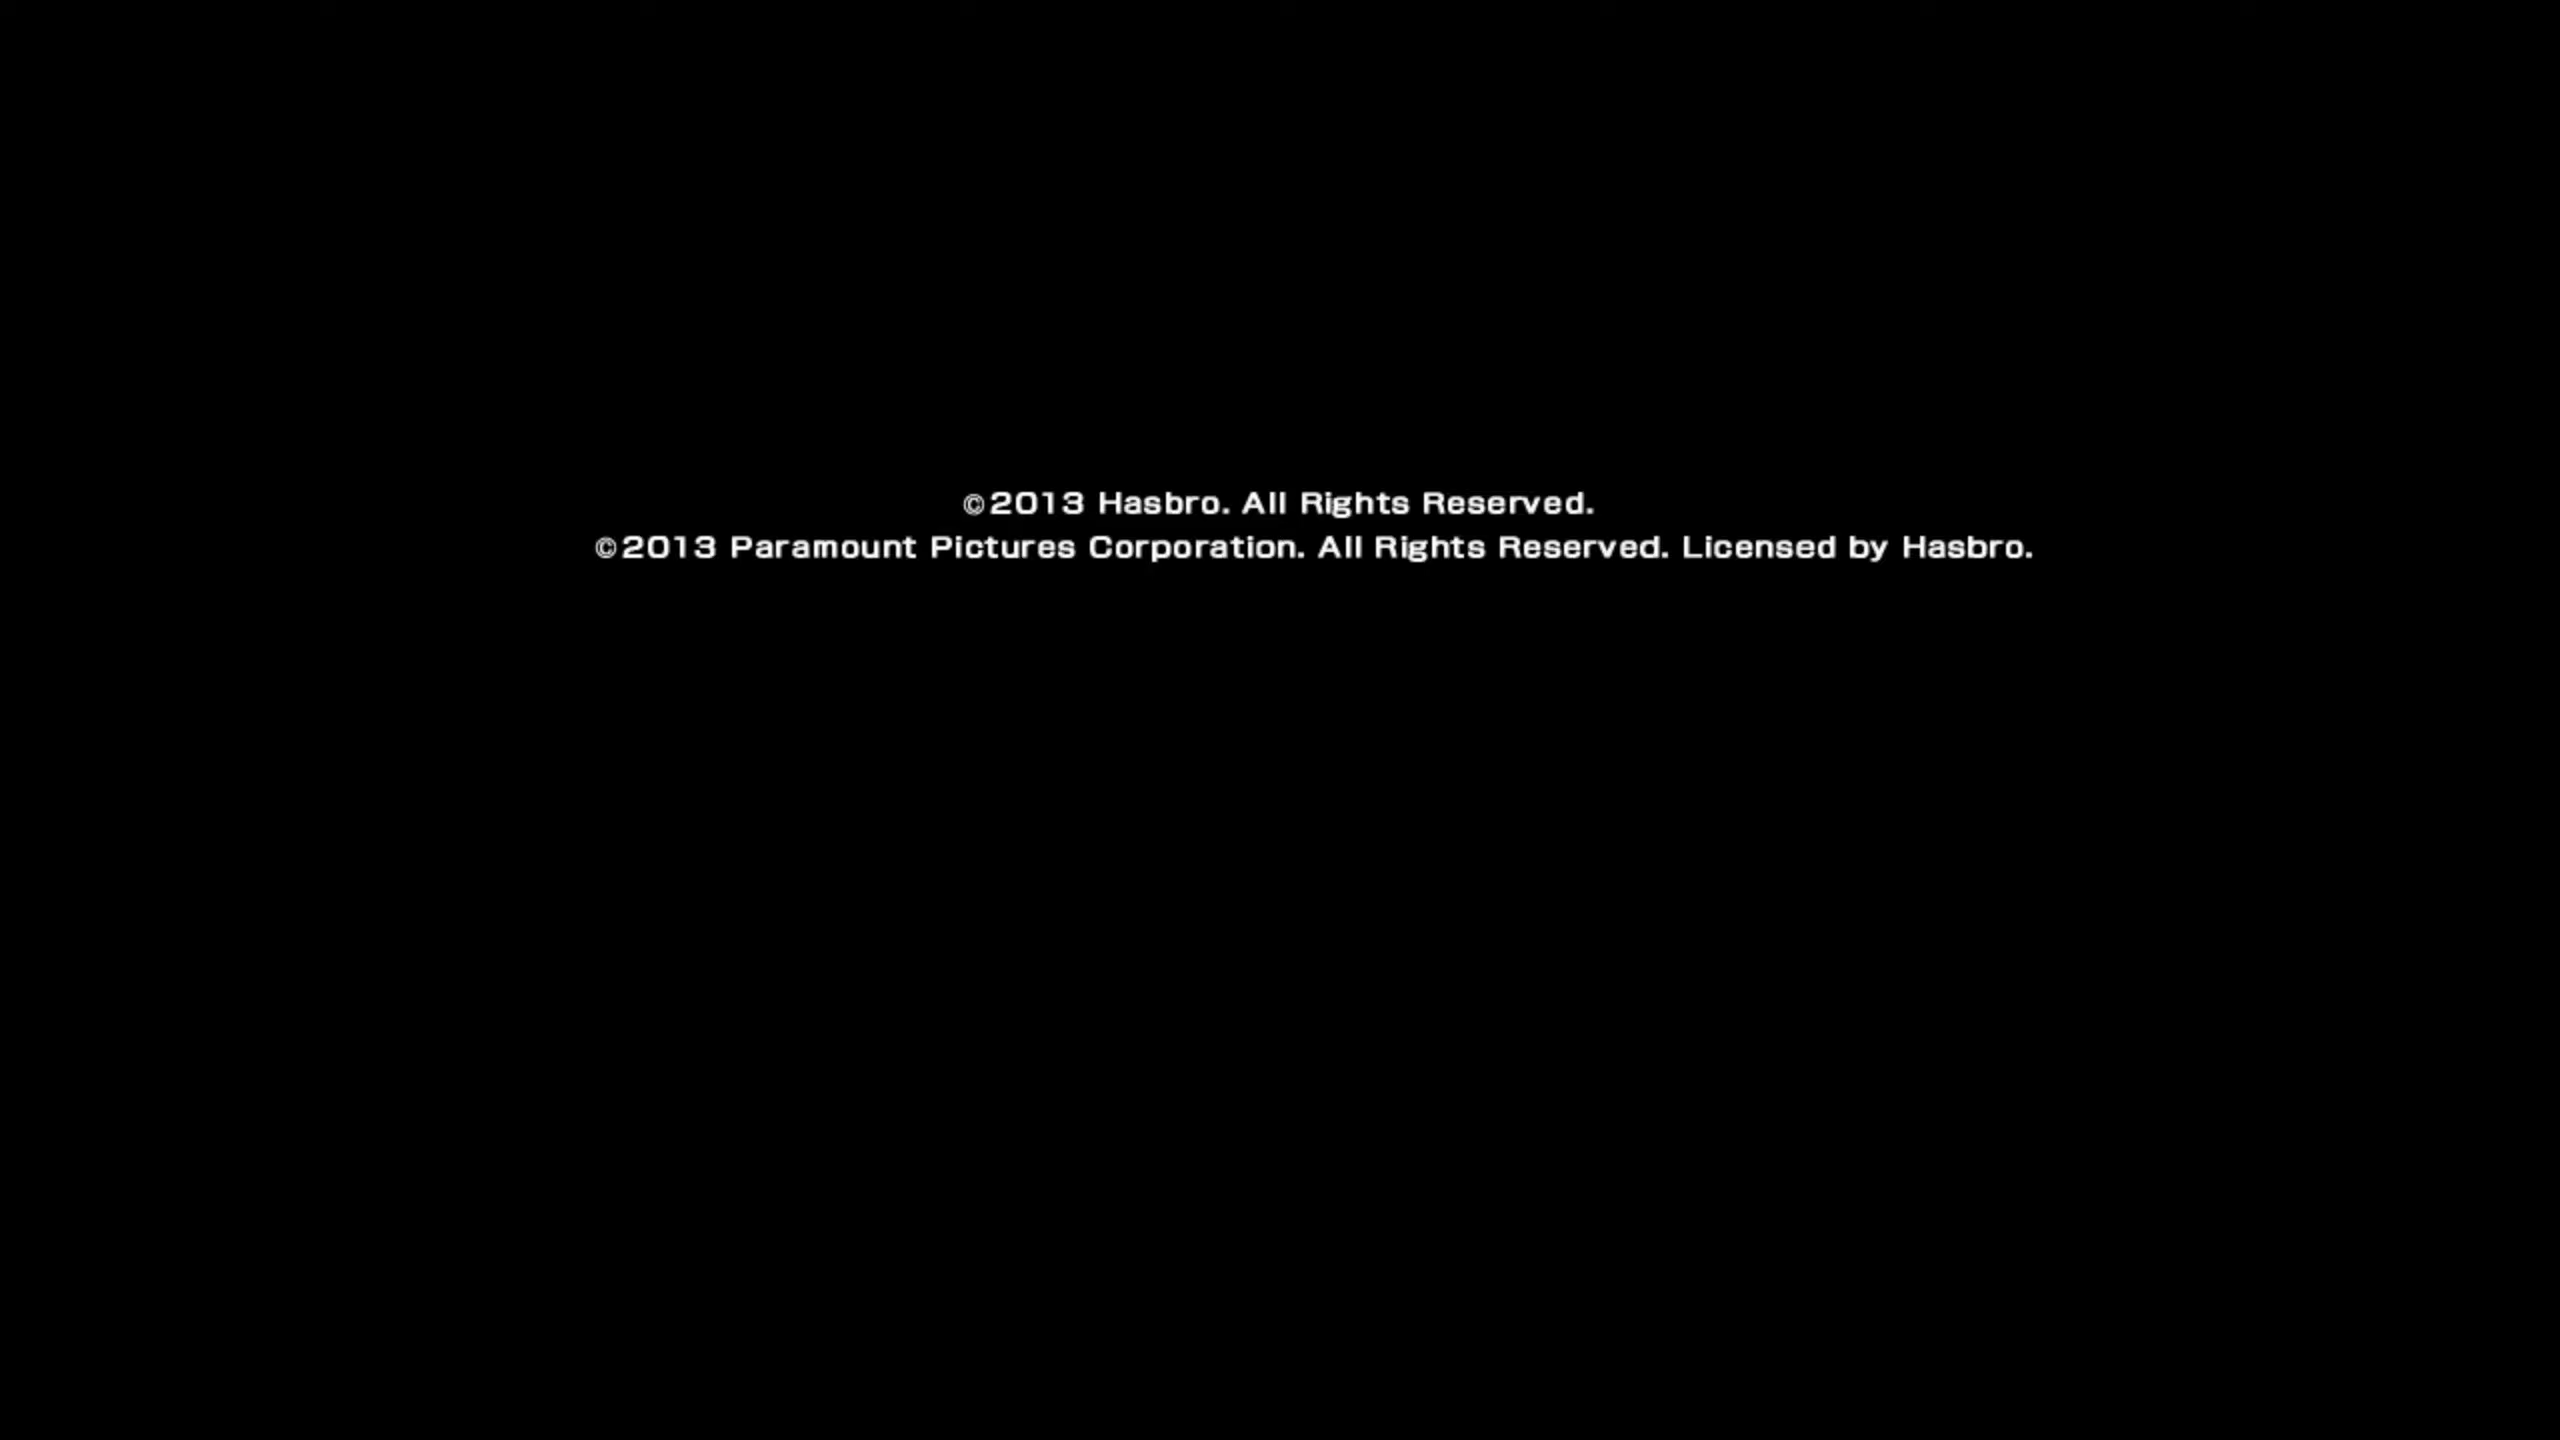 ©2013 Hasbro. All Rights Reserved.
©2013 Paramount Pictures Corporation. All Rights Reserved. Licensed by Hasbro.